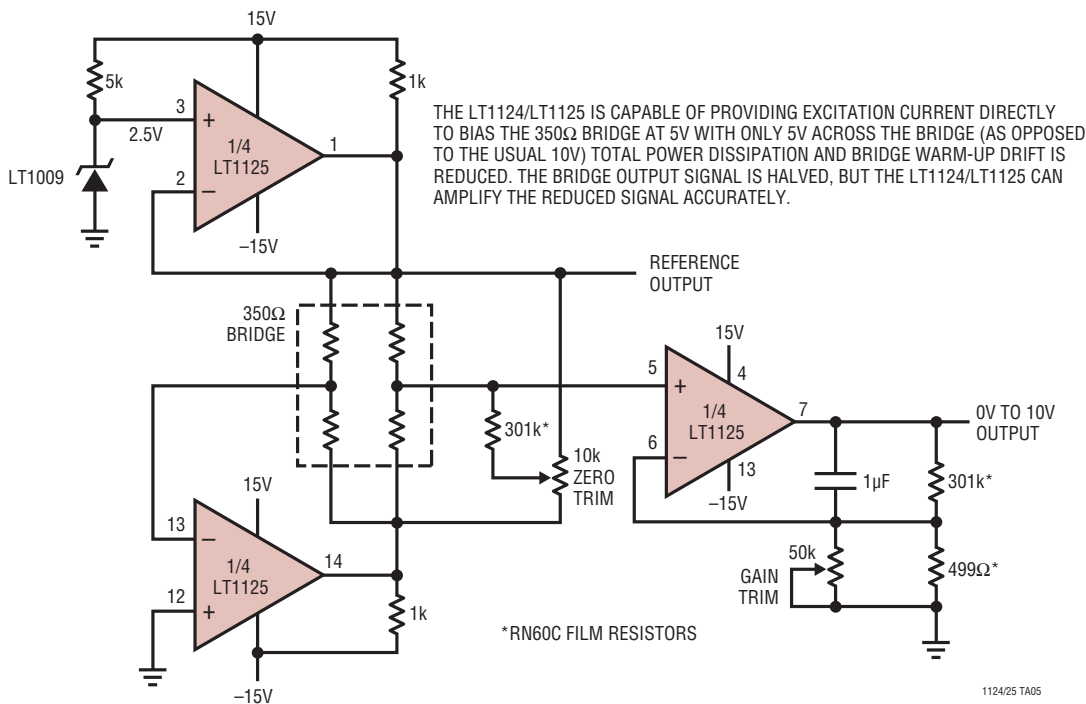 15V
5k
1k
3
+
2.5V
1/4
LT1125
1
LT1009
2
–
–15V
THE LT1124/LT1125 IS CAPABLE OF PROVIDING EXCITATION CURRENT DIRECTLY
TO BIAS THE 350Ω BRIDGE AT 5V WITH ONLY 5V ACROSS THE BRIDGE (AS OPPOSED
TO THE USUAL 10V) TOTAL POWER DISSIPATION AND BRIDGE WARM-UP DRIFT IS
REDUCED. THE BRIDGE OUTPUT SIGNAL IS HALVED, BUT THE LT1124/LT1125 CAN
AMPLIFY THE REDUCED SIGNAL ACCURATELY.
REFERENCE
OUTPUT
350Ω
BRIDGE
301k*
10k
ZERO
TRIM
15V
5
4
+
1/4
LT1125
7
6
–
13
–15V
0V TO 10V
OUTPUT
1µF
301k*
50k
GAIN
TRIM
499Ω*
15V
13
–
1/4
LT1125
14
12
+
1k
–15V
*RN60C FILM RESISTORS
1124/25 TA05